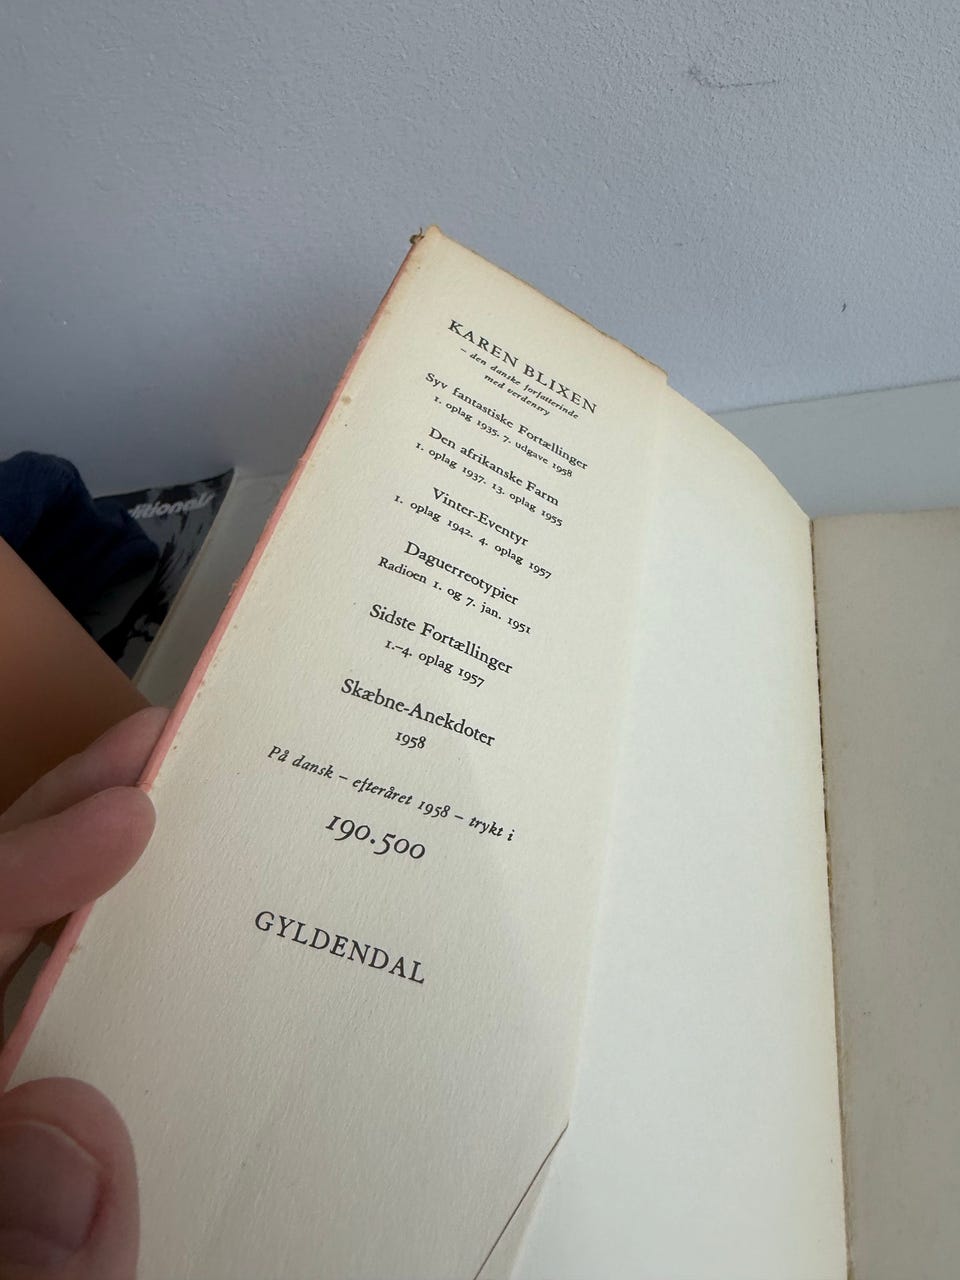 KAREN BLIXEN
– den danske forfatterinde
med verdensry
Syv fantastiske Fortællinger
1. oplag 1935. 7. udgave 1958
Den afrikanske Farm
1. oplag 1937. 13. oplag 1955
Vinter-Eventyr
1. oplag 1942. 4. oplag 1957
Daguerreotypier
Radioen 1. og 7. jan. 1951
Sidste Fortællinger
1.–4. oplag 1957
Skæbne-Anekdoter
1958
På dansk – efteråret 1958 – trykt i
190.500
GYLDENDAL